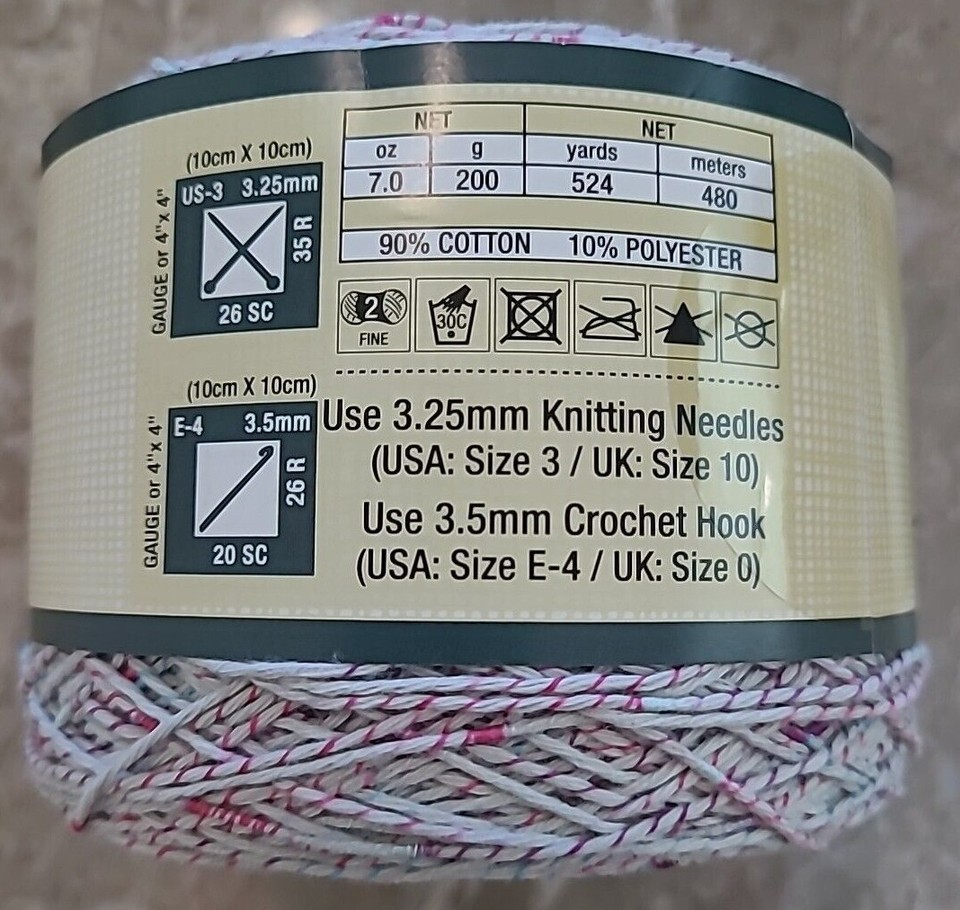 (10cm X 10cm)
US-3 3.25mm
GAUGE or 4"x 4"
35 R
26 SC
NET NET
oz g yards meters
7.0 200 524 480
90% COTTON 10% POLYESTER
2
FINE
30C
(10cm X 10cm)
E-4 3.5mm
GAUGE or 4"x 4"
26 R
20 SC
Use 3.25mm Knitting Needles
(USA: Size 3 / UK: Size 10)
Use 3.5mm Crochet Hook
(USA: Size E-4 / UK: Size 0)